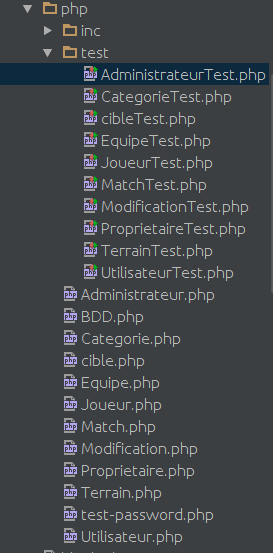 php
inc
test
AdministrateurTest.php
CategorieTest.php
cibleTest.php
EquipeTest.php
JoueurTest.php
MatchTest.php
ModificationTest.php
ProprietaireTest.php
TerrainTest.php
UtilisateurTest.php
Administrateur.php
BDD.php
Categorie.php
cible.php
Equipe.php
Joueur.php
Match.php
Modification.php
Proprietaire.php
Terrain.php
test-password.php
Utilisateur.php